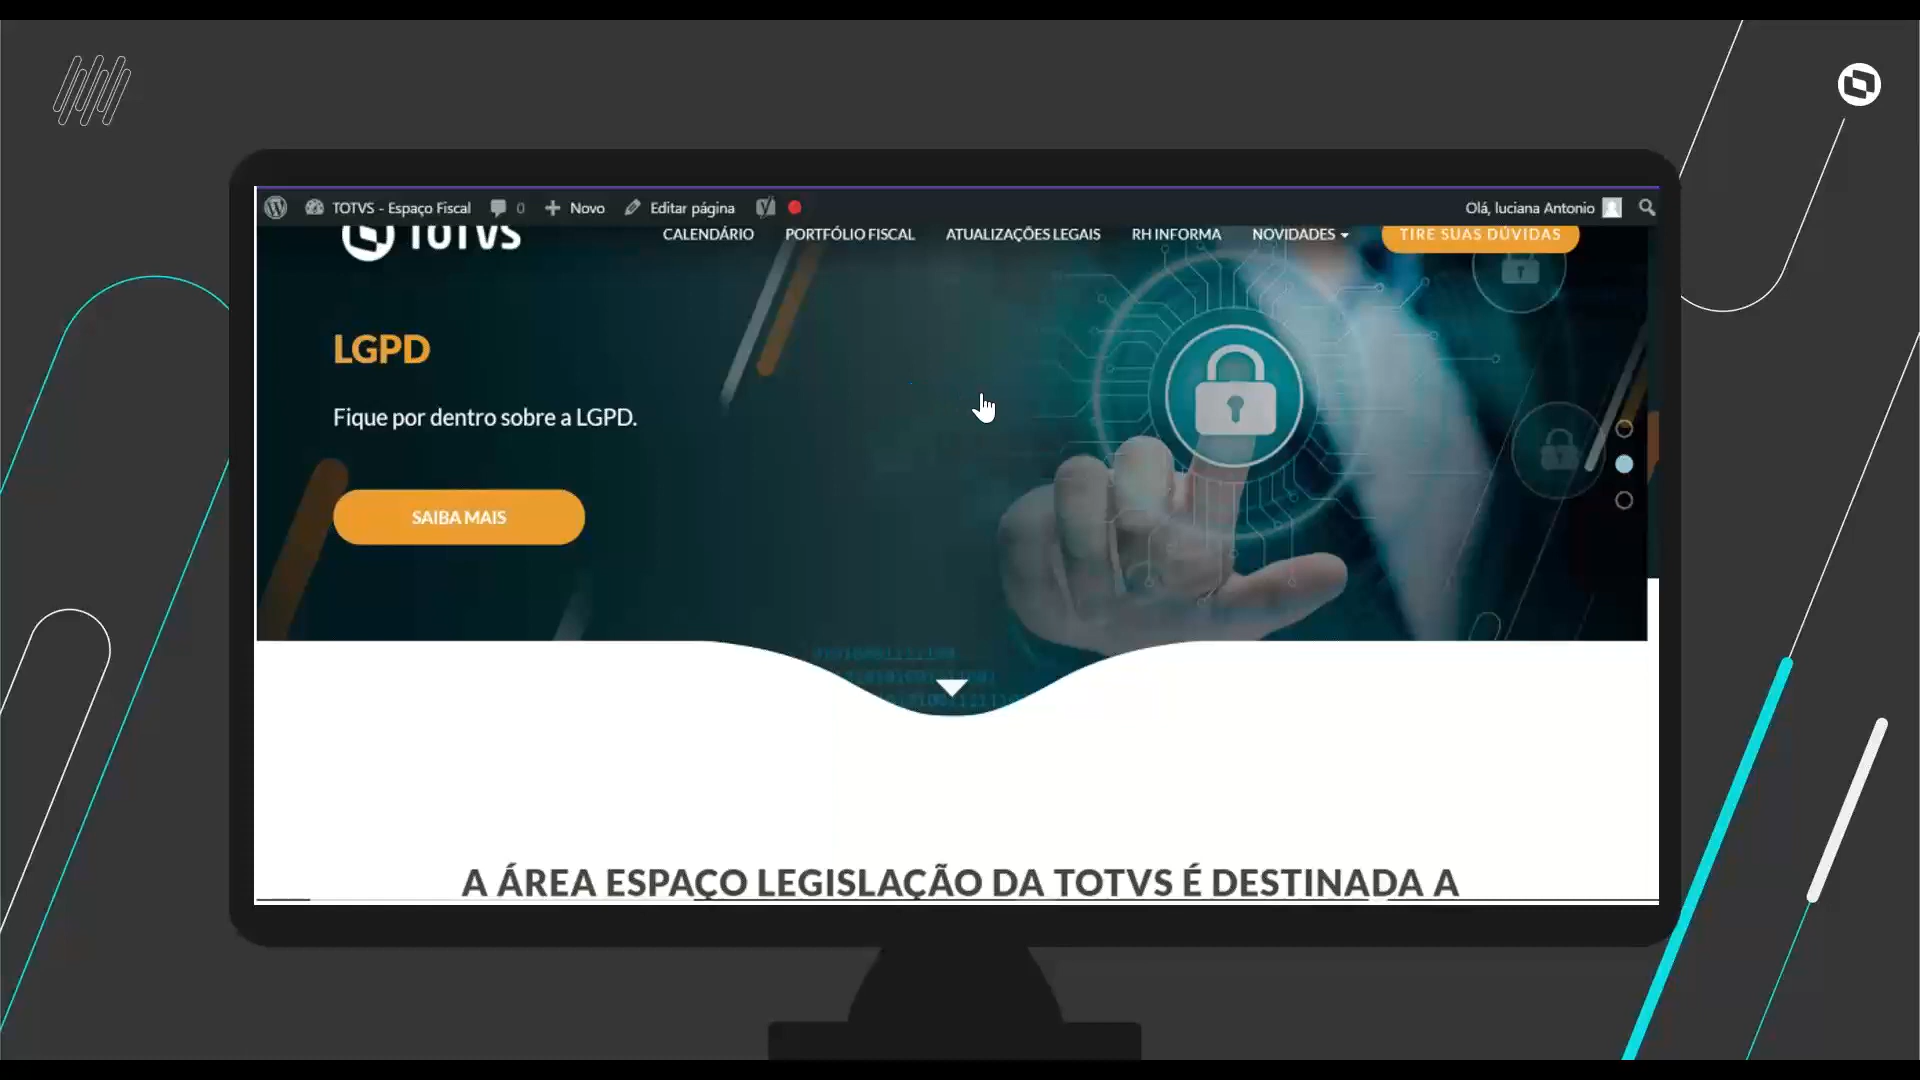 TOTVS - Espaço Fiscal 0 Novo Editar página Olá, luciana Antonio
TOTVS CALENDÁRIO PORTFÓLIO FISCAL ATUALIZAÇÕES LEGAIS RH INFORMA NOVIDADES TIRE SUAS DÚVIDAS
LGPD
Fique por dentro sobre a LGPD.
SAIBA MAIS
A ÁREA ESPAÇO LEGISLAÇÃO DA TOTVS É DESTINADA A